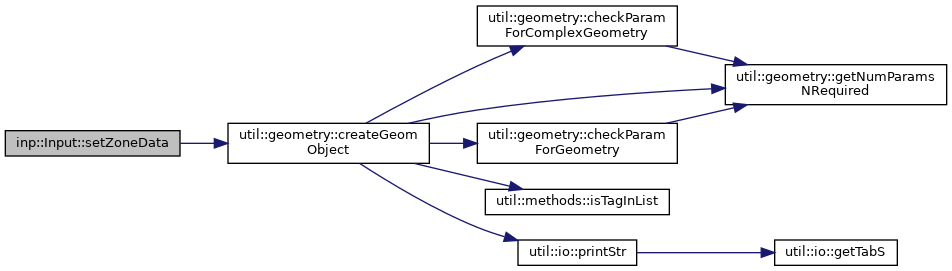 inp::Input::setZoneData
util::geometry::createGeom
Object
util::geometry::checkParam
ForComplexGeometry
util::geometry::getNumParams
NRequired
util::geometry::checkParam
ForGeometry
util::methods::isTagInList
util::io::printStr
util::io::getTabS